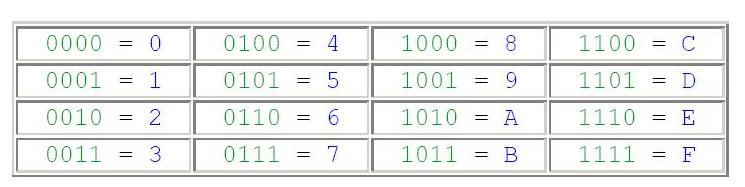 0000 = 0 0100 = 4 1000 = 8 1100 = C
0001 = 1 0101 = 5 1001 = 9 1101 = D
0010 = 2 0110 = 6 1010 = A 1110 = E
0011 = 3 0111 = 7 1011 = B 1111 = F